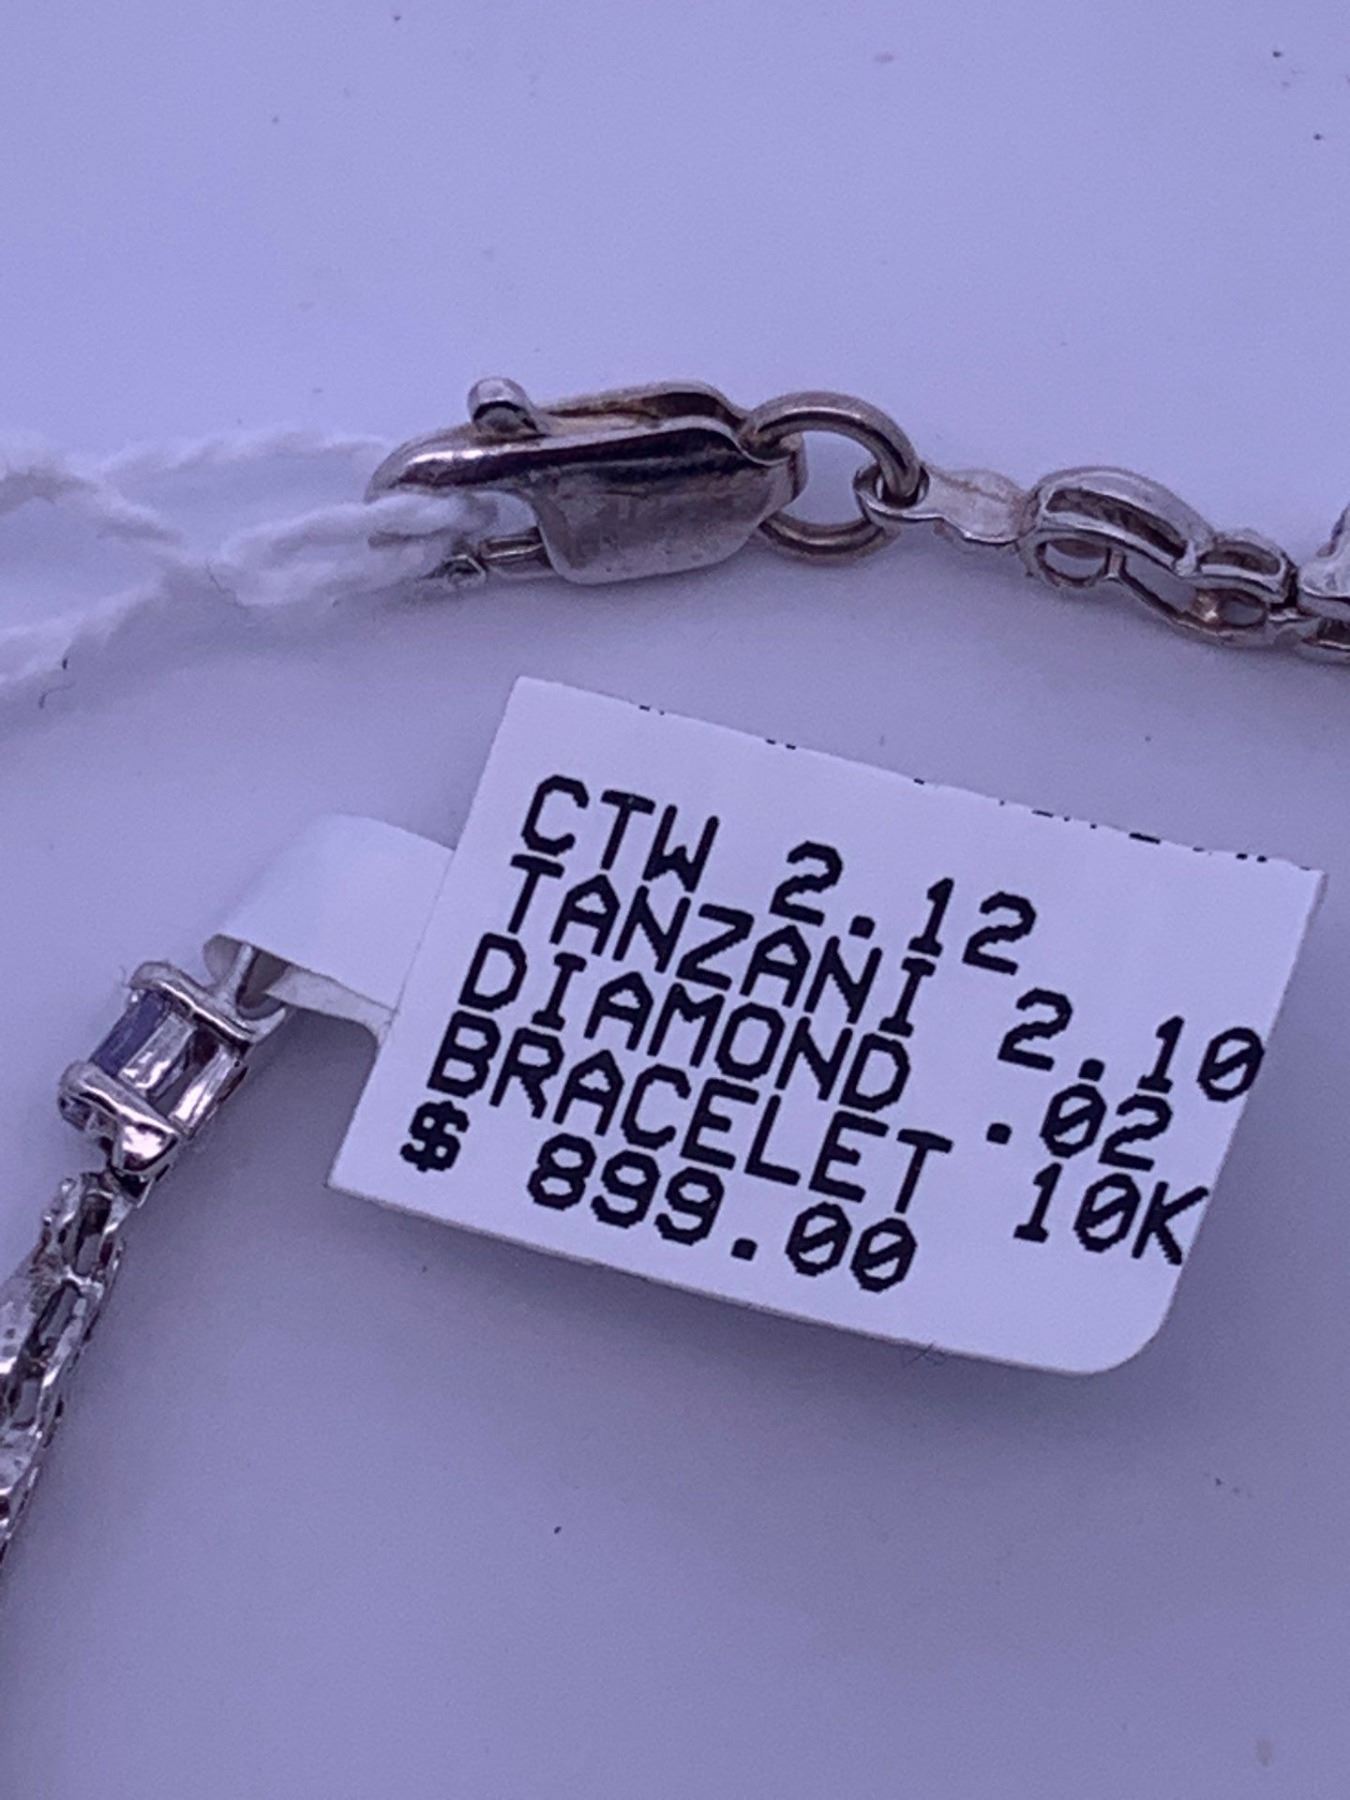 CTW 2.12
TANZANI 2.10
DIAMOND .02
BRACELET 10K
$ 899.00